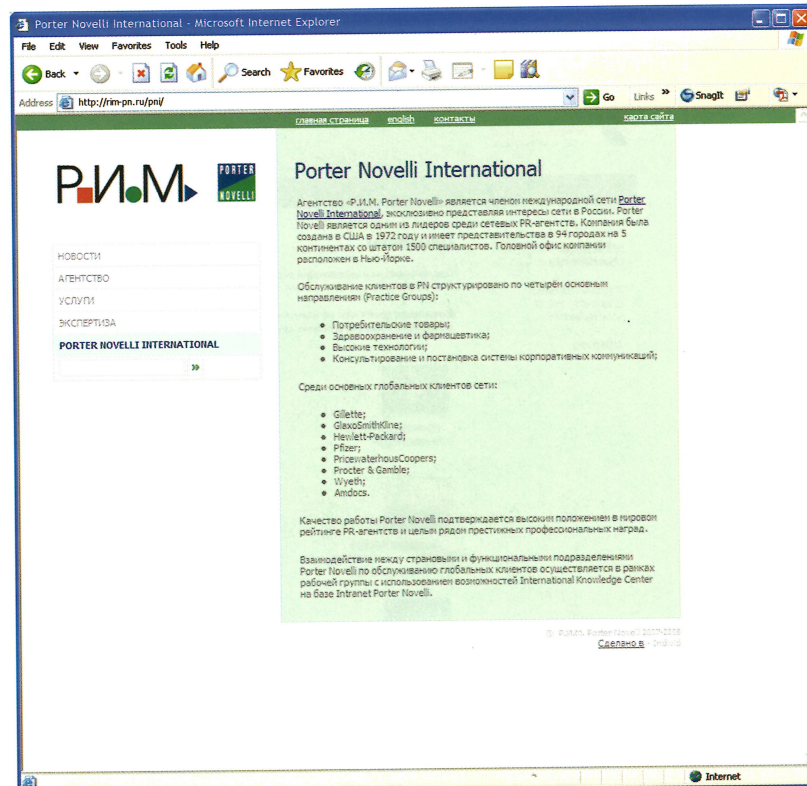 Porter Novelli International - Microsoft Internet Explorer
File Edit View Favorites Tools Help
Back Search Favorites
Address http://rim-pn.ru/pni/ Go Links » SnagIt
главная страница english контакты карта сайта
Р.И.М. PORTER NOVELLI
НОВОСТИ
АГЕНТСТВО
УСЛУГИ
ЭКСПЕРТИЗА
PORTER NOVELLI INTERNATIONAL
»
Porter Novelli International
Агентство «Р.И.М. Porter Novelli» является членом международной сети Porter
Novelli International, эксклюзивно представляя интересы сети в России. Porter
Novelli является одним из лидеров среди сетевых PR-агентств. Компания была
создана в США в 1972 году и имеет представительства в 94 городах на 5
континентах со штатом 1500 специалистов. Головной офис компании
расположен в Нью-Йорке.
Обслуживание клиентов в PN структурировано по четырём основным
направлениям (Practice Groups):
Потребительские товары;
Здравоохранение и фармацевтика;
Высокие технологии;
Консультирование и постановка системы корпоративных коммуникаций;
Среди основных глобальных клиентов сети:
Gillette;
GlaxoSmithKline;
Hewlett-Packard;
Pfizer;
PricewaterhousCoopers;
Procter & Gamble;
Wyeth;
Amdocs.
Качество работы Porter Novelli подтверждается высоким положением в мировом
рейтинге PR-агентств и целым рядом престижных профессиональных наград.
Взаимодействие между страновыми и функциональными подразделениями
Porter Novelli по обслуживанию глобальных клиентов осуществляется в рамках
рабочей группы с использованием возможностей International Knowledge Center
на базе Intranet Porter Novelli.
© Р.И.М. Porter Novelli
Сделано в -
Internet